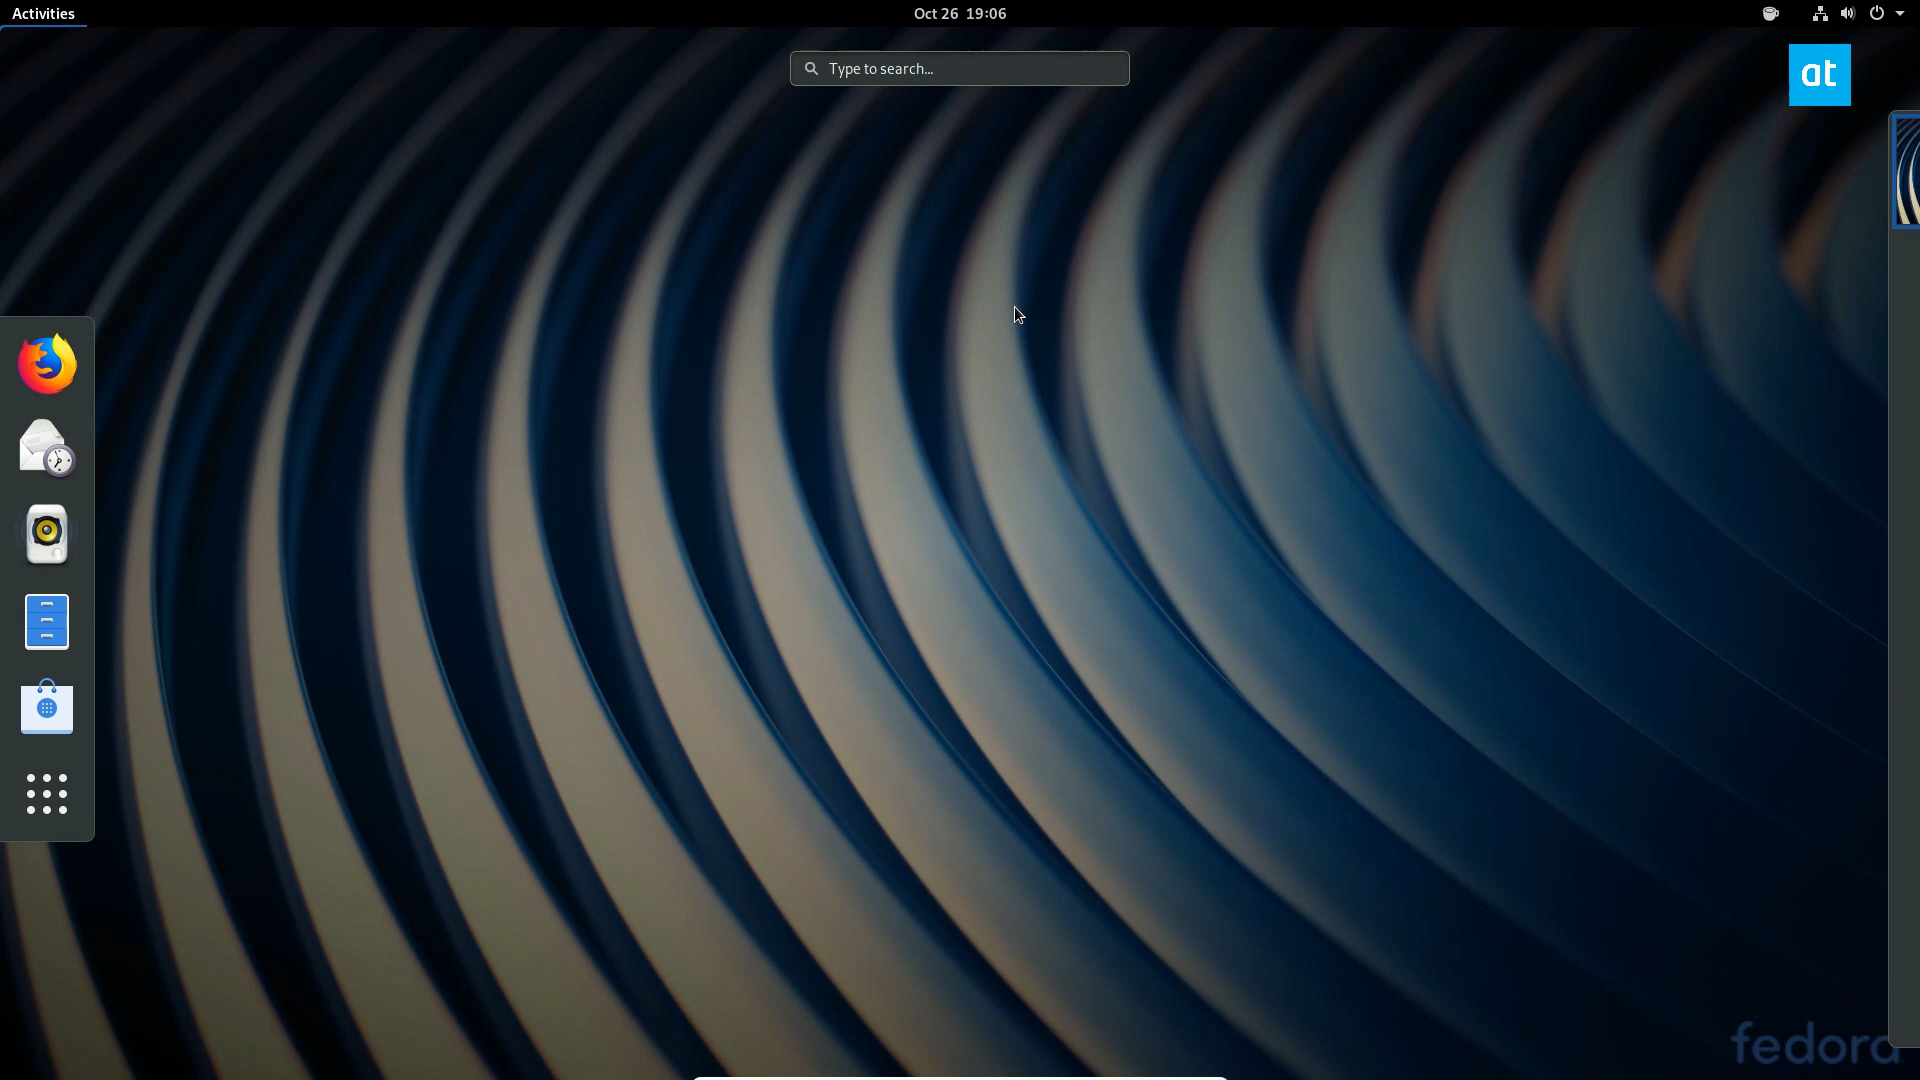 Activities
Oct 26 19:06
Type to search...
at
fedora